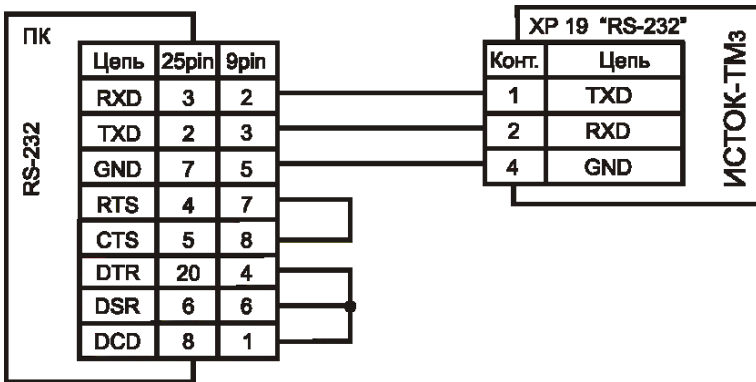 ПК
RS-232
Цепь 25pin 9pin
RXD 3 2
TXD 2 3
GND 7 5
RTS 4 7
CTS 5 8
DTR 20 4
DSR 6 6
DCD 8 1
XP 19 "RS-232"
Конт. Цепь
1 TXD
2 RXD
4 GND
ИСТОК-ТМ3